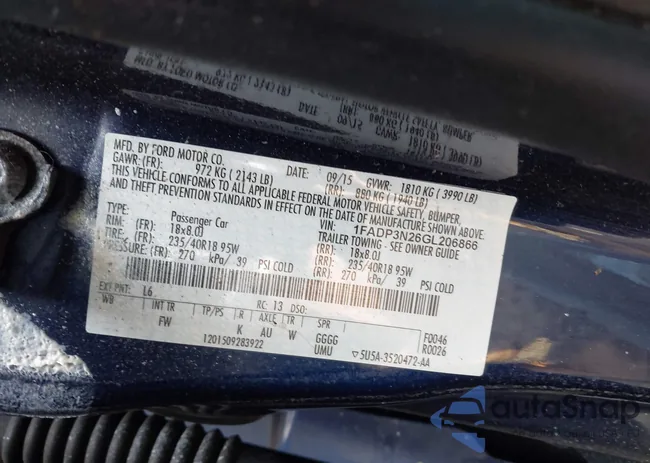 MFD. BY FORD MOTOR CO.
DATE: 09/15 GVWR: 1810 KG ( 3990 LB)
GAWR: (FR): 972 KG ( 2143 LB) (RR): 880 KG ( 1940 LB)
THIS VEHICLE CONFORMS TO ALL APPLICABLE FEDERAL MOTOR VEHICLE SAFETY, BUMPER,
AND THEFT PREVENTION STANDARDS IN EFFECT ON THE DATE OF MANUFACTURE SHOWN ABOVE.
VIN: 1FADP3N26GL206866
TYPE: Passenger Car TRAILER TOWING - SEE OWNER GUIDE
RIM: (FR): 18x8.0J (RR): 18x8.0J
TIRE: (FR): 235/40R18 95W (RR): 235/40R18 95W
PRESSURE: (FR): 270 kPa/ 39 PSI COLD (RR): 270 kPa/ 39 PSI COLD
EXT PNT: L6 RC: 13 DSO:
WB INT TR TP/PS R AXLE TR SPR
FW K AU W GGGG F0046
UMU R0026
1201509283922 ▽5U5A-3520472-AA
autoSnap